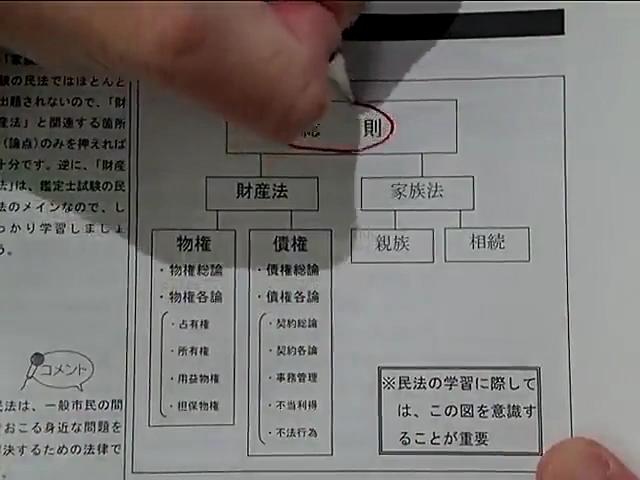 験の民法ではほとんど
出題されないので、「財
産法」と関連する箇所
(論点)のみを押えれば
十分です。逆に、「財産
法」は、鑑定士試験の民
法のメインなので、し
っかり学習しましょ
う。
コメント
民法は、一般市民の間
おこる身近な問題を
決するための法律で
総則
財産法
家族法
物権
・物権総論
・物権各論
・占有権
・所有権
・用益物権
・担保物権
債権
・債権総論
・債権各論
・契約総論
・契約各論
・事務管理
・不当利得
・不法行為
親族
相続
※民法の学習に際して
は、この図を意識す
ることが重要